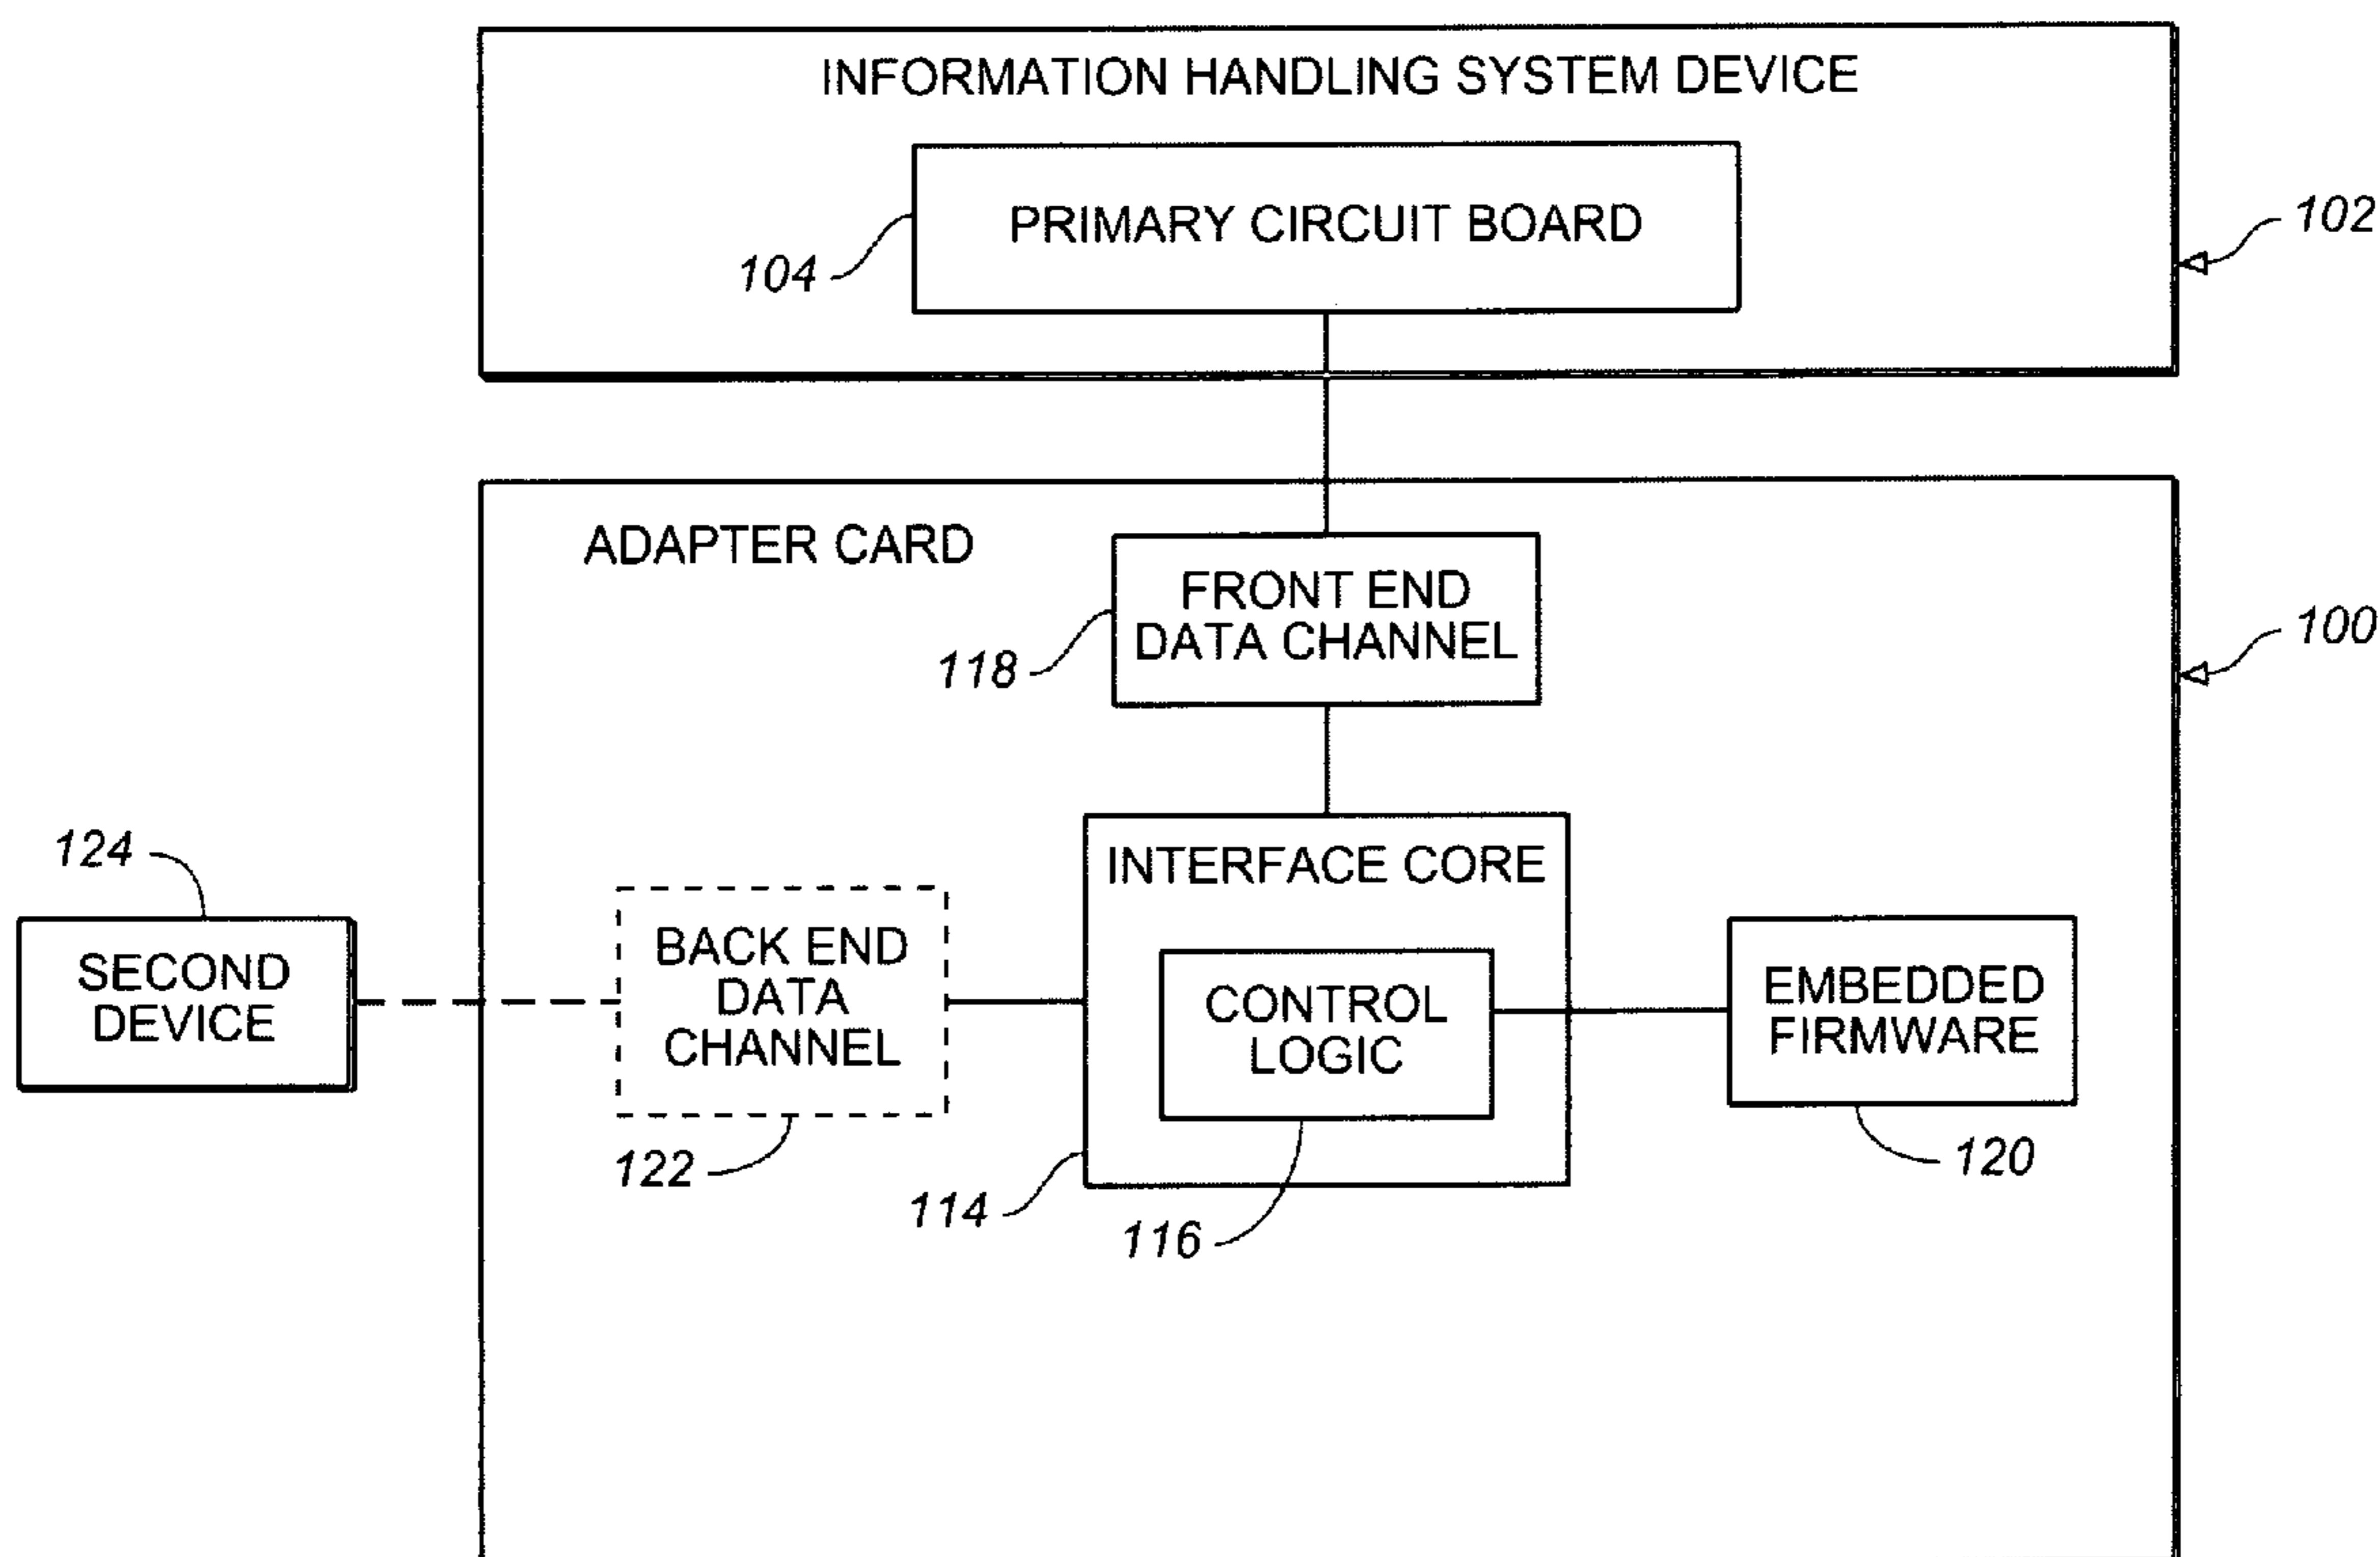 INFORMATION HANDLING SYSTEM DEVICE
PRIMARY CIRCUIT BOARD
102
104
ADAPTER CARD
FRONT END
DATA CHANNEL
100
118
124
INTERFACE CORE
SECOND
DEVICE
BACK END
DATA
CHANNEL
CONTROL
LOGIC
EMBEDDED
FIRMWARE
122
114
116
120